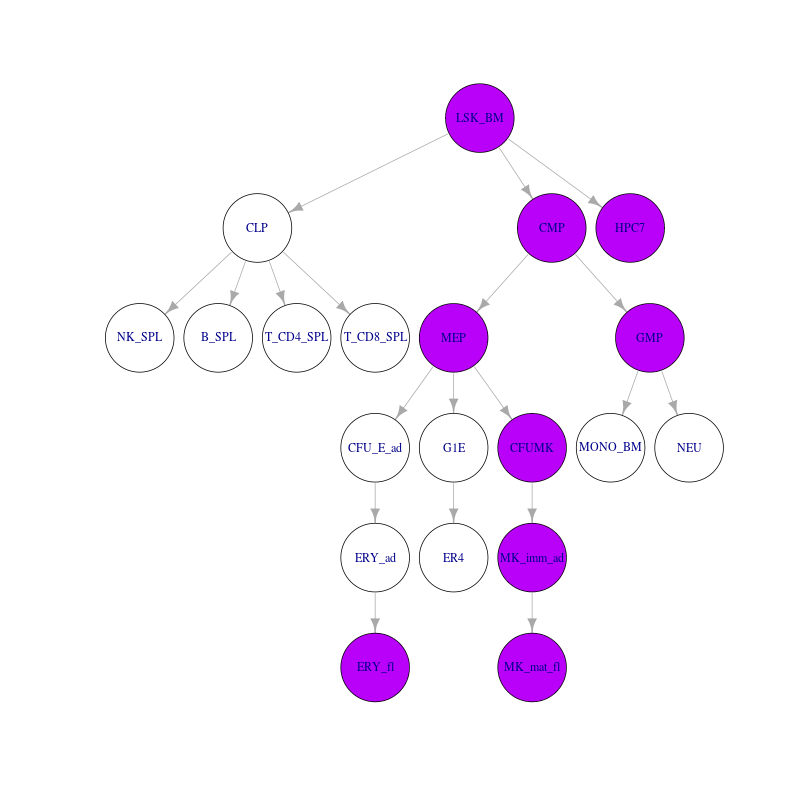 LSK_BM
CLP
CMP
HPC7
NK_SPL
B_SPL
T_CD4_SPL
T_CD8_SPL
MEP
GMP
CFU_E_ad
G1E
CFUMK
MONO_BM
NEU
ERY_ad
ER4
MK_imm_ad
ERY_fl
MK_mat_fl